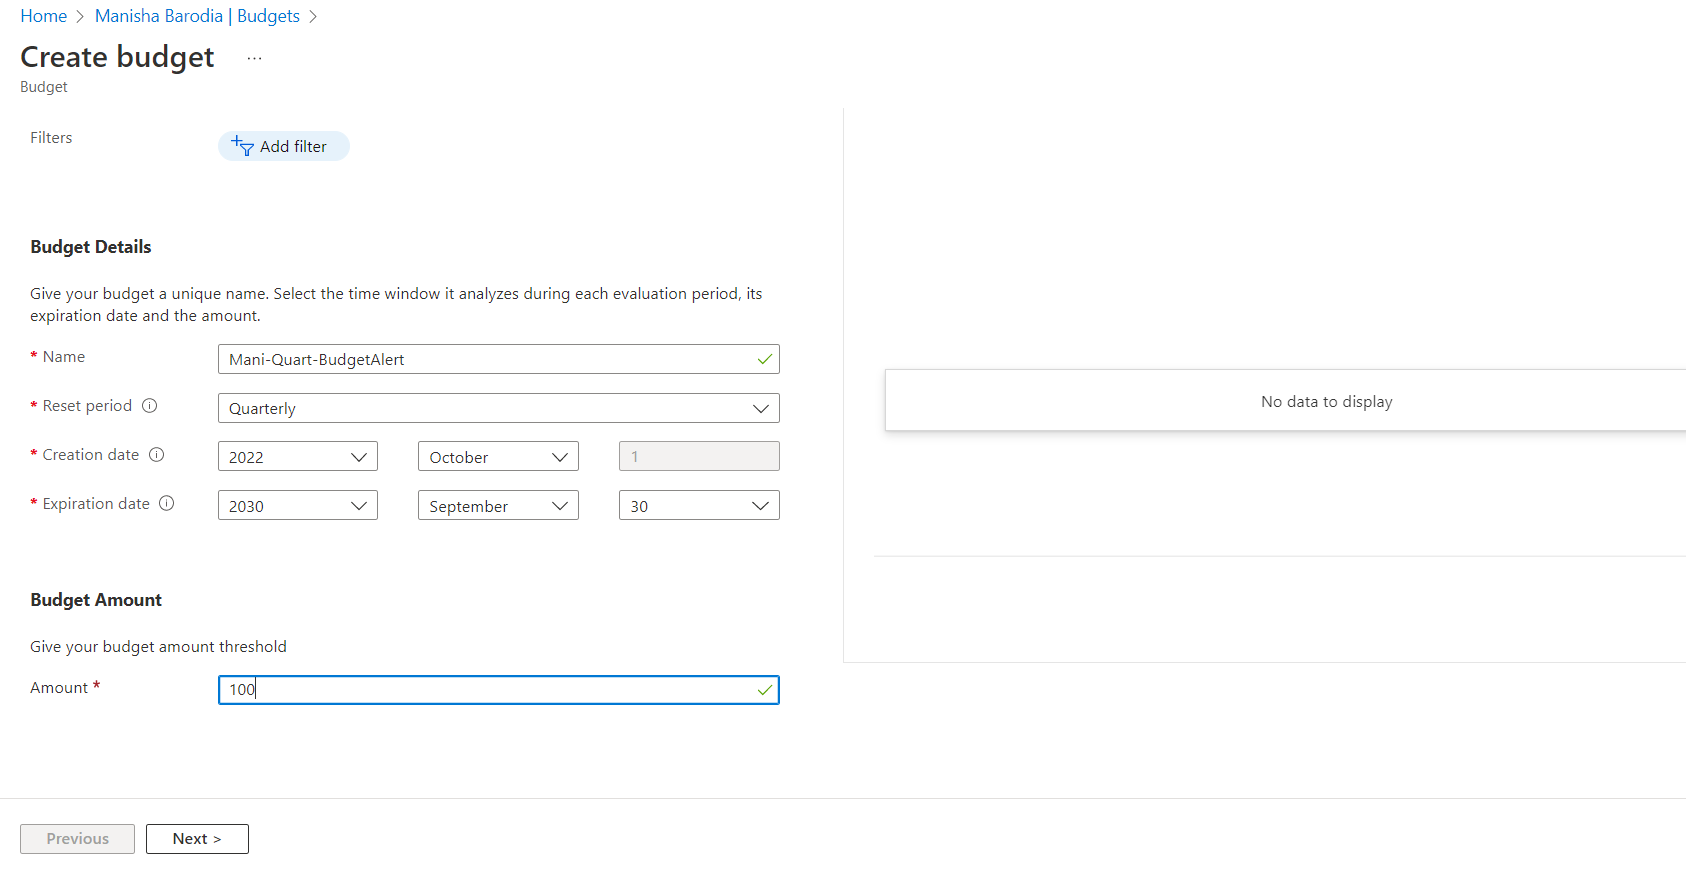 Home > Manisha Barodia | Budgets >
Create budget ...
Budget
Filters
Add filter
Budget Details
Give your budget a unique name. Select the time window it analyzes during each evaluation period, its
expiration date and the amount.
* Name
Mani-Quart-BudgetAlert
* Reset period
Quarterly
* Creation date
2022 October 1
* Expiration date
2030 September 30
Budget Amount
Give your budget amount threshold
Amount *
100
No data to display
Previous
Next >